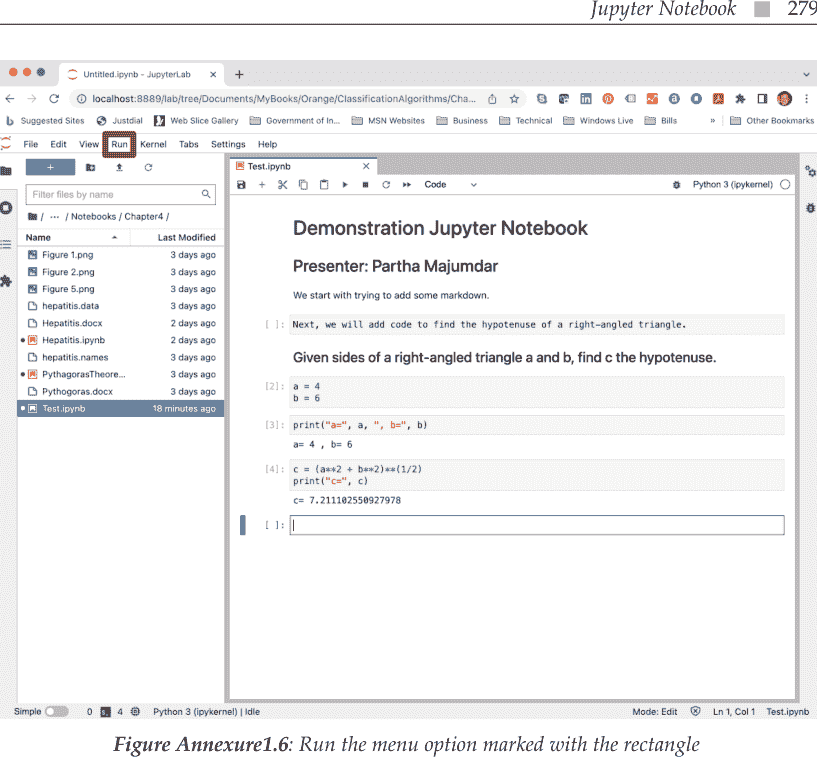 Jupyter Notebook 279
Untitled.ipynb - JupyterLab × +
localhost:8889/lab/tree/Documents/MyBooks/Orange/ClassificationAlgorithms/Cha...
Suggested Sites Justdial Web Slice Gallery Government of In... MSN Websites Business Technical Windows Live Bills » Other Bookmarks
File Edit View Run Kernel Tabs Settings Help
+
Test.ipynb ×
Filter files by name
Code
Python 3 (ipykernel)
/ ··· / Notebooks / Chapter4 /
Name Last Modified
Figure 1.png 3 days ago
Figure 2.png 3 days ago
Figure 5.png 3 days ago
hepatitis.data 3 days ago
Hepatitis.docx 2 days ago
Hepatitis.ipynb 2 days ago
hepatitis.names 3 days ago
PythagorasTheore... 3 days ago
Pythogoras.docx 3 days ago
Test.ipynb 18 minutes ago
Demonstration Jupyter Notebook
Presenter: Partha Majumdar
We start with trying to add some markdown.
[ ]: Next, we will add code to find the hypotenuse of a right-angled triangle.
Given sides of a right-angled triangle a and b, find c the hypotenuse.
[2]: a = 4
b = 6
[3]: print("a=", a, ", b=", b)
a= 4 , b= 6
[4]: c = (a**2 + b**2)**(1/2)
print("c=", c)
c= 7.211102550927978
[ ]:
Simple 0 4 Python 3 (ipykernel) | Idle Mode: Edit Ln 1, Col 1 Test.ipynb
Figure Annexure1.6: Run the menu option marked with the rectangle